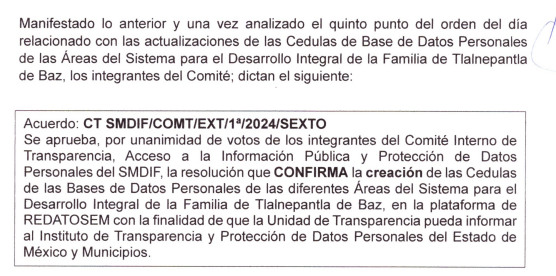 Manifestado lo anterior y una vez analizado el quinto punto del orden del día
relacionado con las actualizaciones de las Cedulas de Base de Datos Personales
de las Áreas del Sistema para el Desarrollo Integral de la Familia de Tlalnepantla
de Baz, los integrantes del Comité; dictan el siguiente:
Acuerdo: CT SMDIF/COMT/EXT/1ª/2024/SEXTO
Se aprueba, por unanimidad de votos de los integrantes del Comité Interno de
Transparencia, Acceso a la Información Pública y Protección de Datos
Personales del SMDIF, la resolución que CONFIRMA la creación de las Cedulas
de las Bases de Datos Personales de las diferentes Áreas del Sistema para el
Desarrollo Integral de la Familia de Tlalnepantla de Baz, en la plataforma de
REDATOSEM con la finalidad de que la Unidad de Transparencia pueda informar
al Instituto de Transparencia y Protección de Datos Personales del Estado de
México y Municipios.